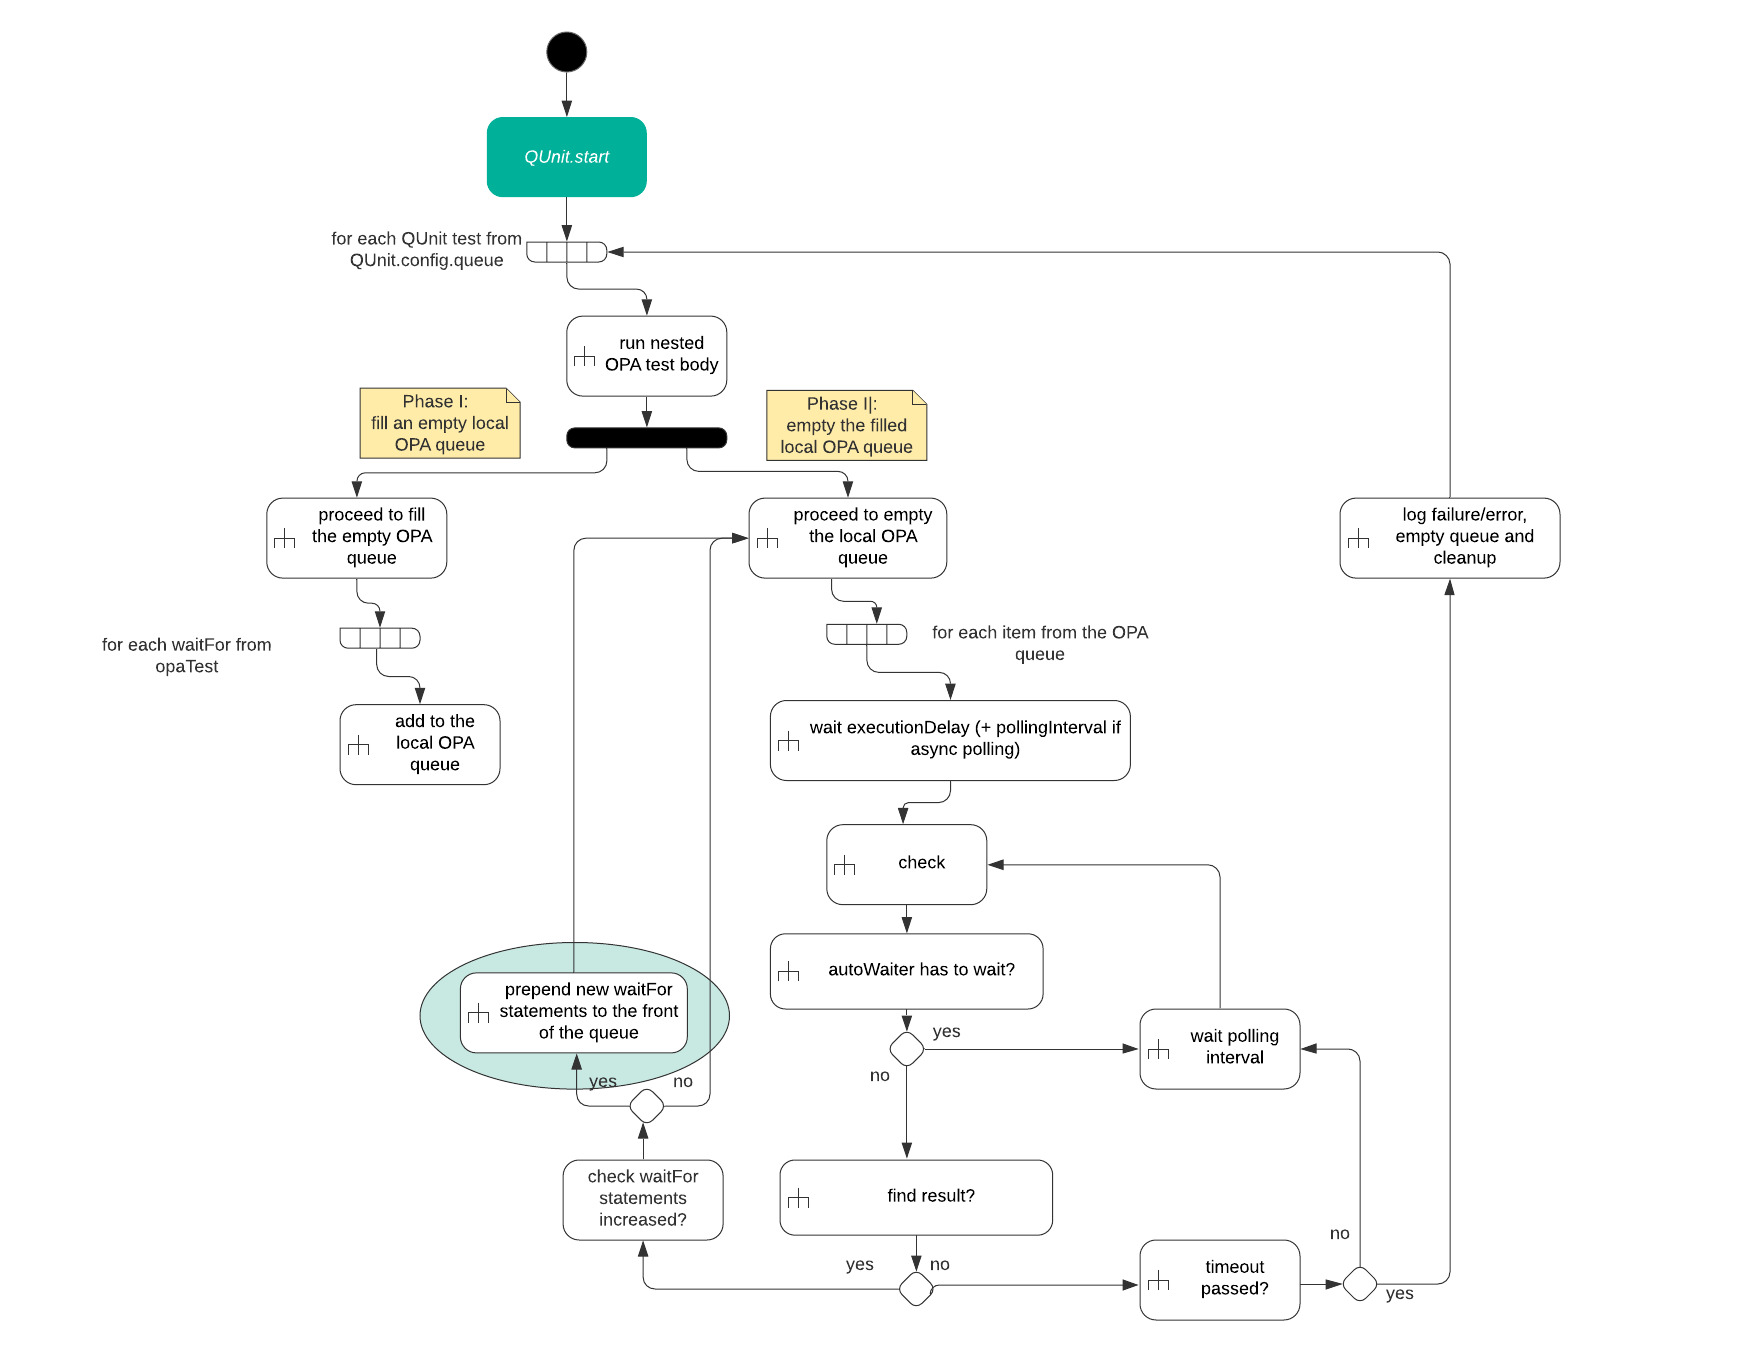 QUnit.start
for each QUnit test from
QUnit.config.queue
run nested
OPA test body
Phase I:
fill an empty local
OPA queue
Phase I|:
empty the filled
local OPA queue
proceed to fill
the empty OPA
queue
proceed to empty
the local OPA
queue
log failure/error,
empty queue and
cleanup
for each waitFor from
opaTest
for each item from the OPA
queue
add to the
local OPA
queue
wait executionDelay (+ pollingInterval if
async polling)
check
autoWaiter has to wait?
prepend new waitFor
statements to the front
of the queue
yes
no
yes
no
wait polling
interval
check waitFor
statements
increased?
find result?
yes
no
timeout
passed?
no
yes